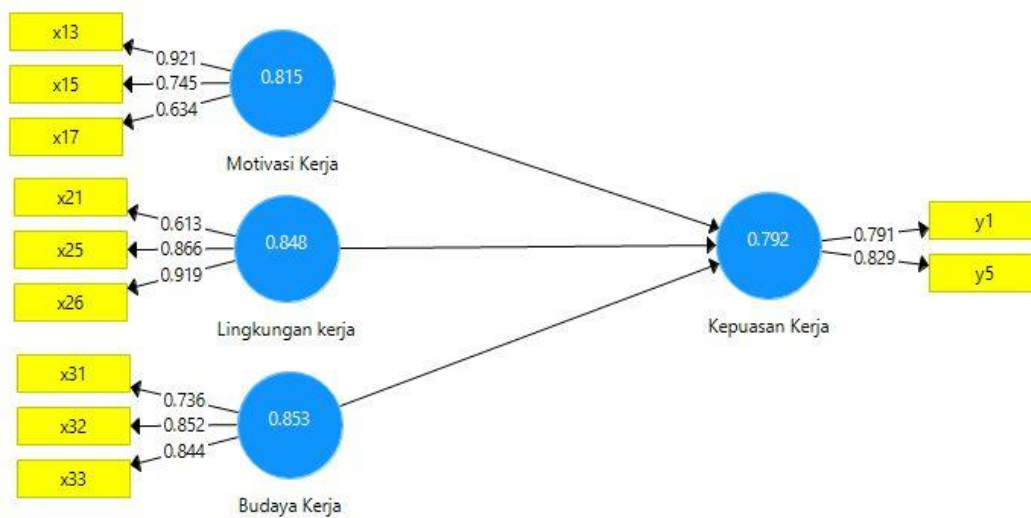 x13
0.921
0.815
x15
0.745
x17
0.634
Motivasi Kerja
x21
0.613
0.848
x25
0.866
x26
0.919
Lingkungan kerja
x31
0.736
0.853
x32
0.852
x33
0.844
Budaya Kerja
0.792
Kepuasan Kerja
0.791
y1
0.829
y5